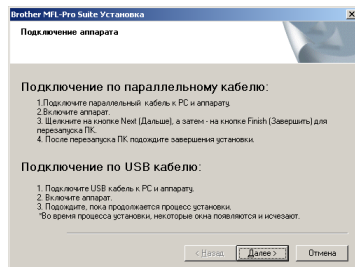 Brother MFL-Pro Suite Установка
Подключение аппарата
Подключение по параллельному кабелю:
1.Подключите параллельный кабель к PC и аппарату.
2.Включите аппарат.
3. Щелкните на кнопке Next (Дальше), а затем - на кнопке Finish (Завершить) для
перезапуска ПК.
4. После перезапуска ПК подождите завершения установки.
Подключение по USB кабелю:
1. Подключите USB кабель к PC и аппарату.
2. Включите аппарат.
3. Подождите, пока продолжается процесс установки.
*Во время процесса установки, некоторые окна появляются и исчезают.
< Назад
Далее >
Отмена